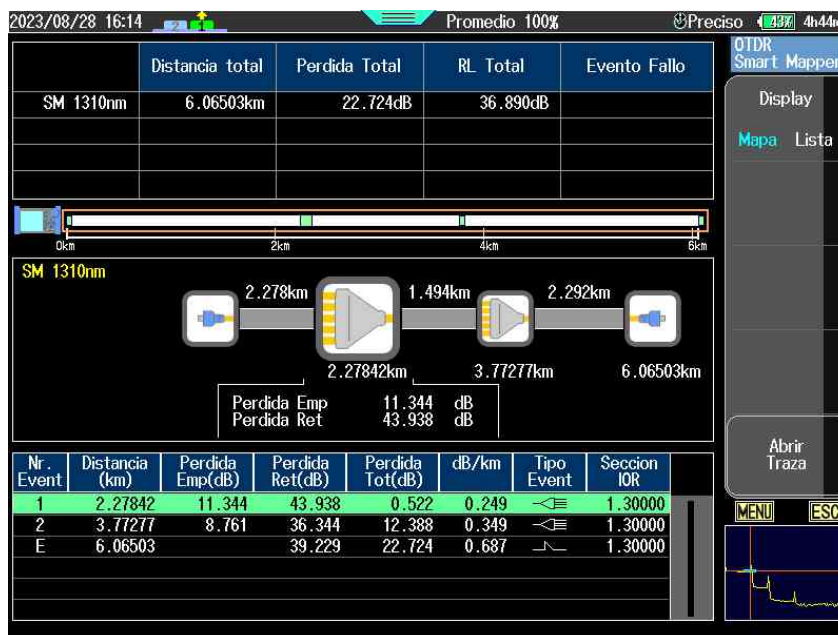 2023/08/28 16:14 2 1 Promedio 100% Preciso 43% 4h44m
OTDR
Smart Mapper
Distancia total Perdida Total RL Total Evento Fallo
SM 1310nm 6.06503km 22.724dB 36.890dB
Display
Mapa Lista
0km 2km 4km 6km
SM 1310nm
2.278km 1.494km 2.292km
2.27842km 3.77277km 6.06503km
Perdida Emp 11.344 dB
Perdida Ret 43.938 dB
Abrir
Traza
Nr. Event Distancia (km) Perdida Emp(dB) Perdida Ret(dB) Perdida Tot(dB) dB/km Tipo Event Seccion IOR
1 2.27842 11.344 43.938 0.522 0.249 1.30000
2 3.77277 8.761 36.344 12.388 0.349 1.30000
E 6.06503 39.229 22.724 0.687 1.30000
MENU ESC